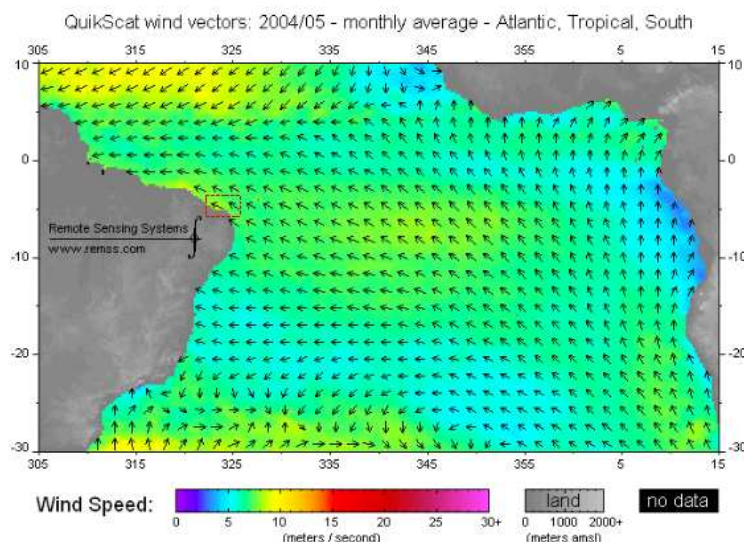 QuikScat wind vectors: 2004/05 - monthly average - Atlantic, Tropical, South
305 315 325 335 345 355 5 15
10 10
0 0
Remote Sensing Systems
www.remss.com
-10 -10
-20 -20
-30 -30
305 315 325 335 345 355 5 15
Wind Speed:
0 5 10 15 20 25 30+
(meters / second)
land
0 1000 2000+
(meters amsl)
no data